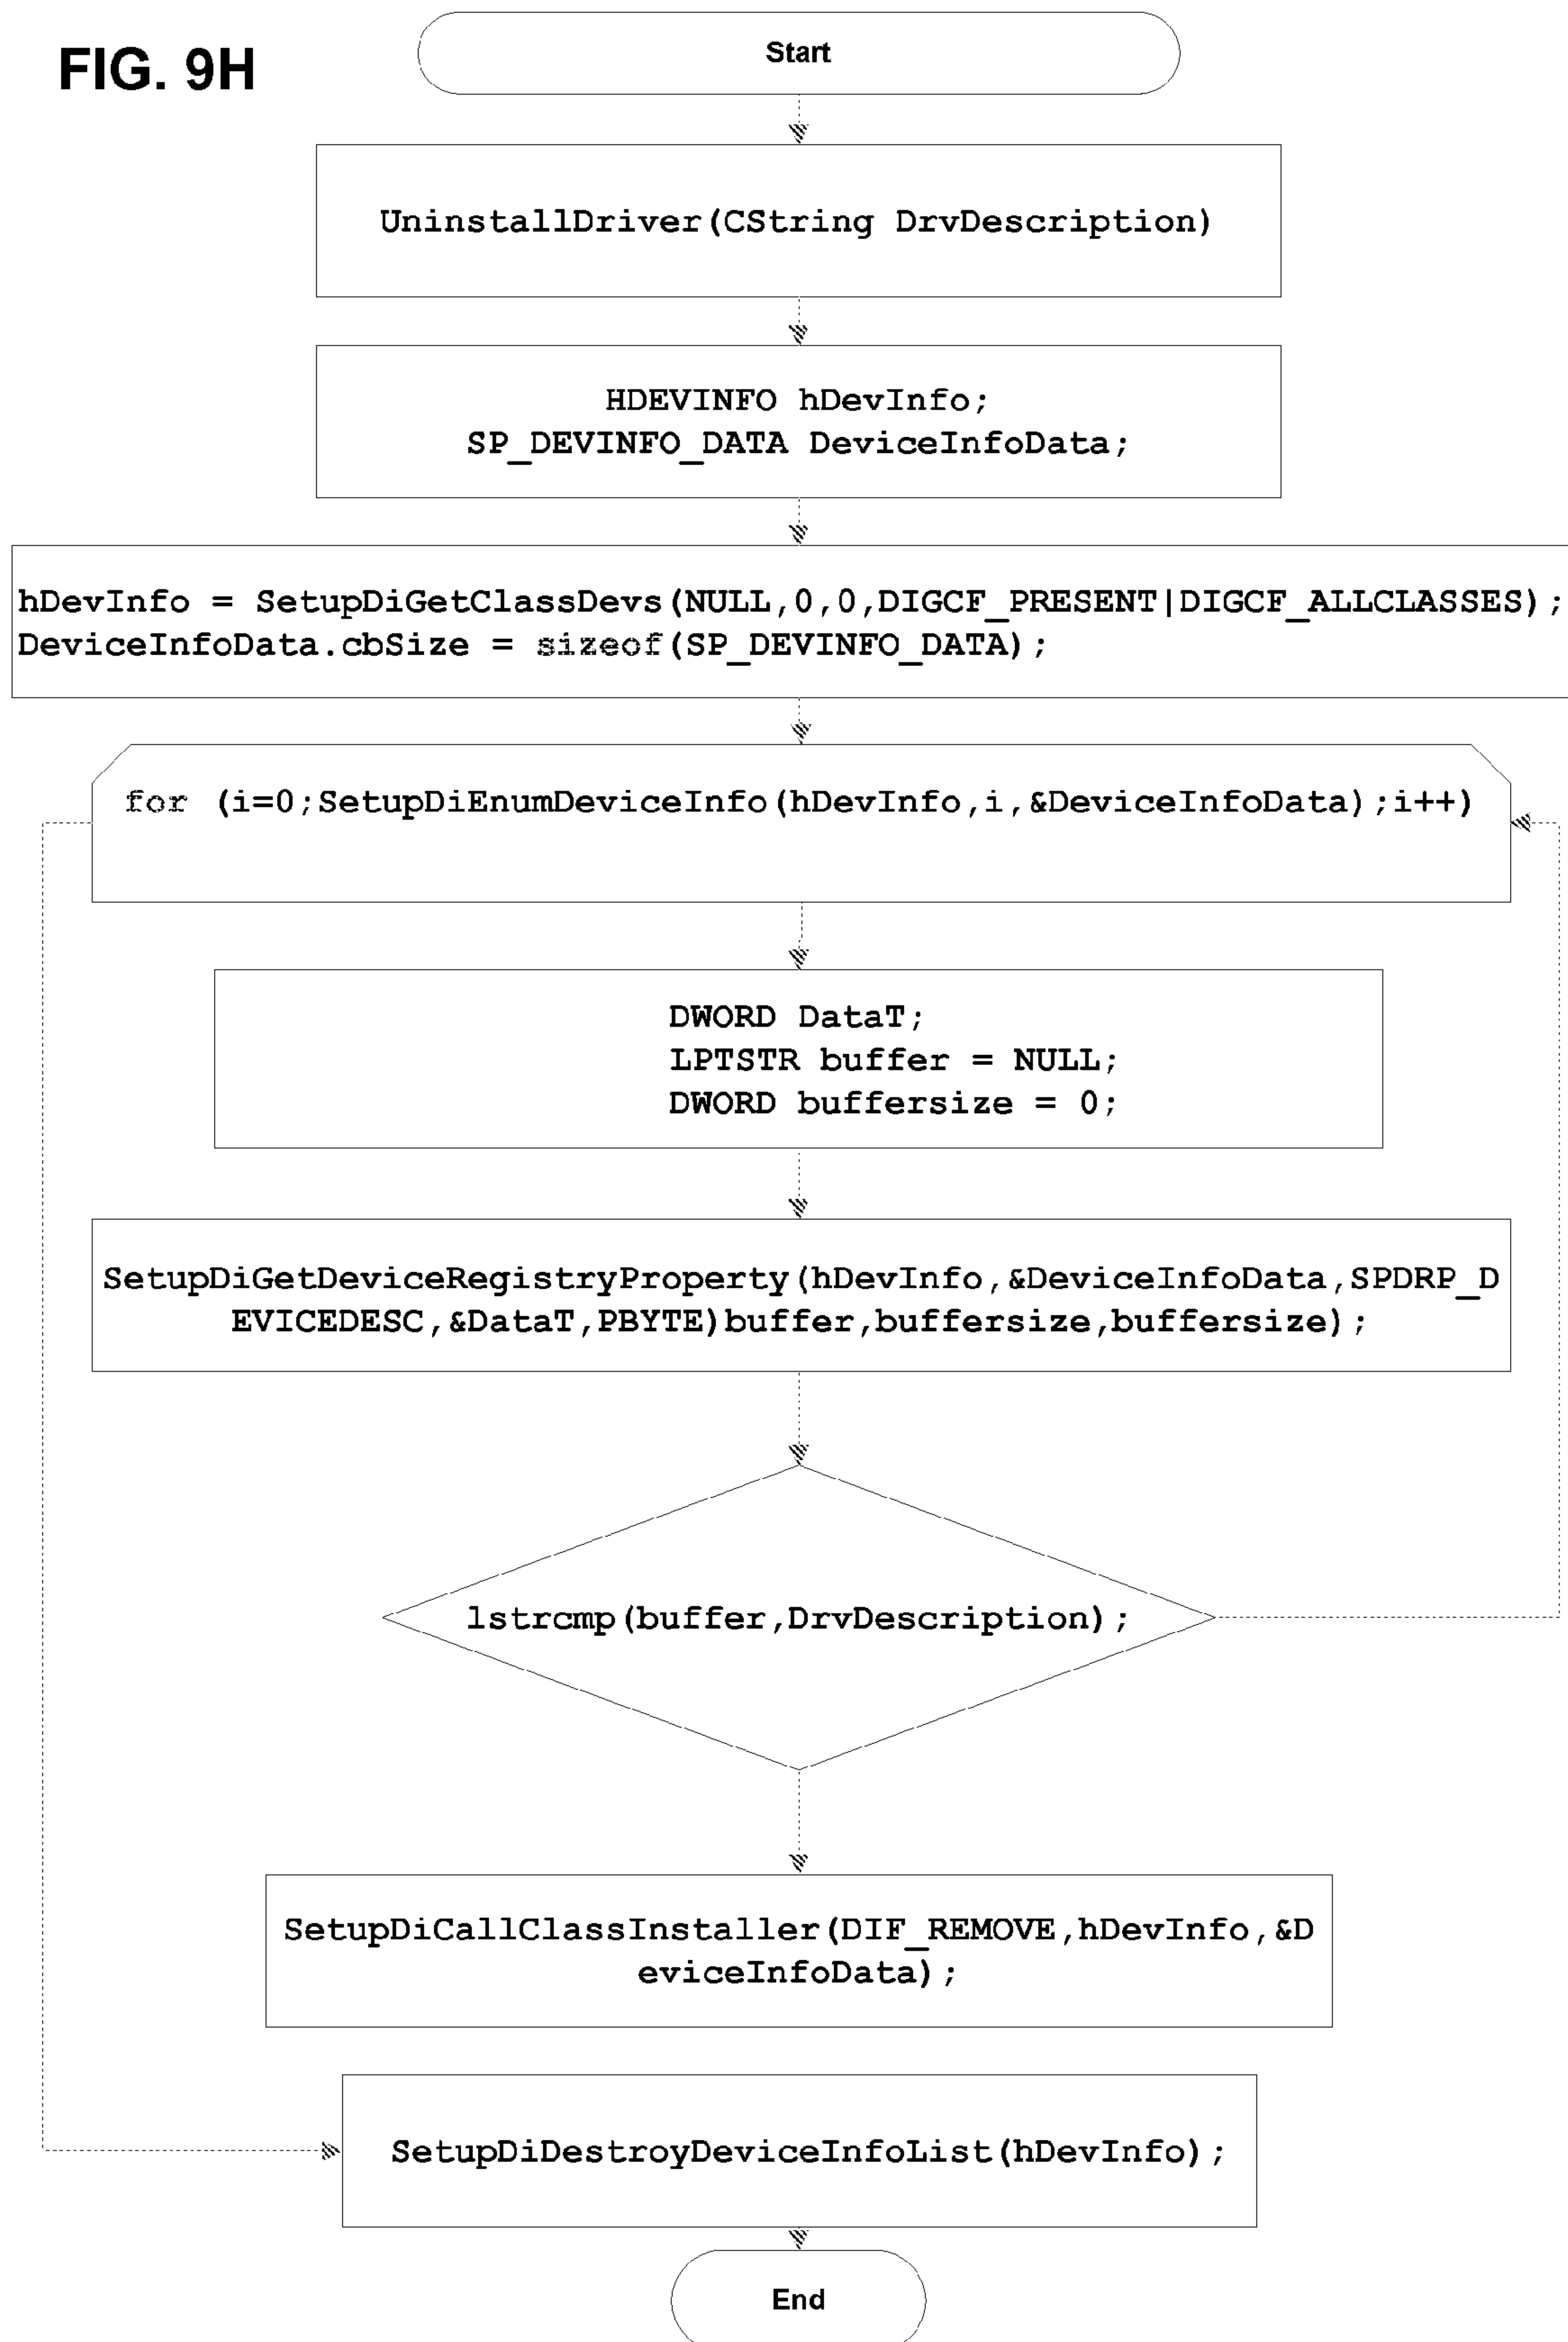 FIG. 9H
Start
UninstallDriver(CString DrvDescription)
HDEVINFO hDevInfo;
SP_DEVINFO_DATA DeviceInfoData;
hDevInfo = SetupDiGetClassDevs(NULL,0,0,DIGCF_PRESENT|DIGCF_ALLCLASSES);
DeviceInfoData.cbSize = sizeof(SP_DEVINFO_DATA);
for (i=0;SetupDiEnumDeviceInfo(hDevInfo,i,&DeviceInfoData);i++)
DWORD DataT;
LPTSTR buffer = NULL;
DWORD buffersize = 0;
SetupDiGetDeviceRegistryProperty(hDevInfo,&DeviceInfoData,SPDRP_D
EVICEDESC,&DataT,PBYTE)buffer,buffersize,buffersize);
lstrcmp(buffer,DrvDescription);
SetupDiCallClassInstaller(DIF_REMOVE,hDevInfo,&D
eviceInfoData);
SetupDiDestroyDeviceInfoList(hDevInfo);
End